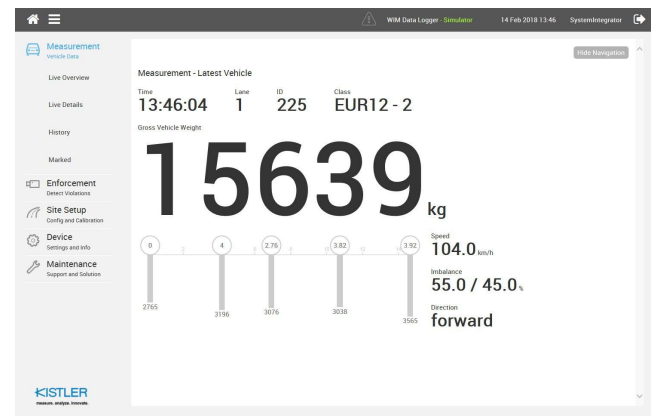 WIM Data Logger - Simulator 14 Feb 2018 13:46 SystemIntegrator
Measurement
Vehicle Data
Live Overview
Live Details
History
Marked
Enforcement
Detect Violations
Site Setup
Config and Calibration
Device
Settings and Info
Maintenance
Support and Solution
KISTLER
measure. analyze. innovate.
Hide Navigation
Measurement - Latest Vehicle
Time Lane ID Class
13:46:04 1 225 EUR12 - 2
Gross Vehicle Weight
15639 kg
0 4 2.76 3.82 3.92
2765 3196 3076 3038 3565
Speed
104.0 km/h
Imbalance
55.0 / 45.0 %
Direction
forward